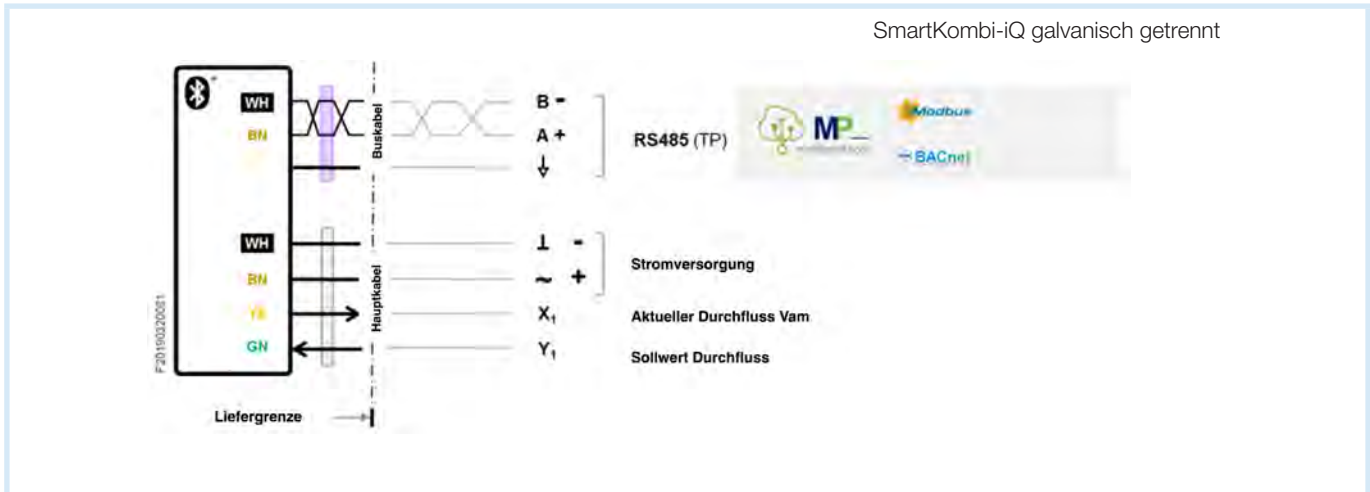 SmartKombi-iQ galvanisch getrennt
WH
BN
B -
A +
Buskabel
RS485 (TP)
MP
Modbus
BACnet
WH
BN
YE
GN
Hauptkabel
⊥ -
~ +
X₁
Y₁
Stromversorgung
Aktueller Durchfluss Vam
Sollwert Durchfluss
F20190320081
Liefergrenze